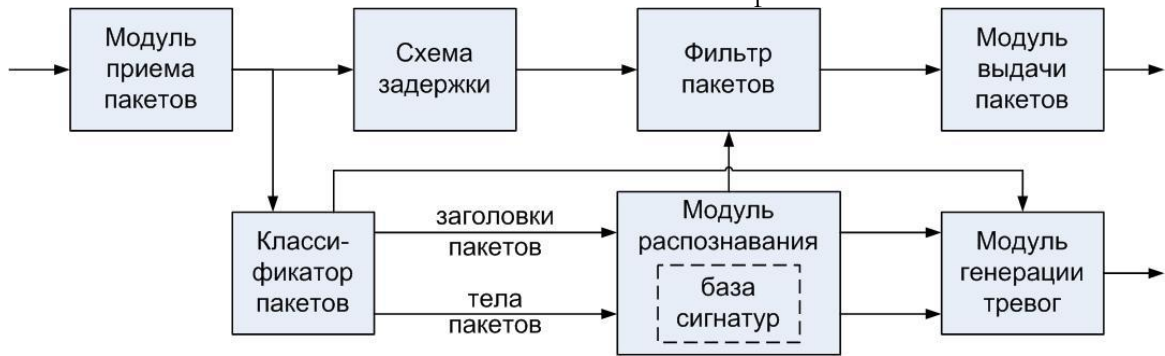 Модуль
приема
пакетов
Схема
задержки
Фильтр
пакетов
Модуль
выдачи
пакетов
Класси-
фикатор
пакетов
заголовки
пакетов
тела
пакетов
Модуль
распознавания
база
сигнатур
Модуль
генерации
тревог